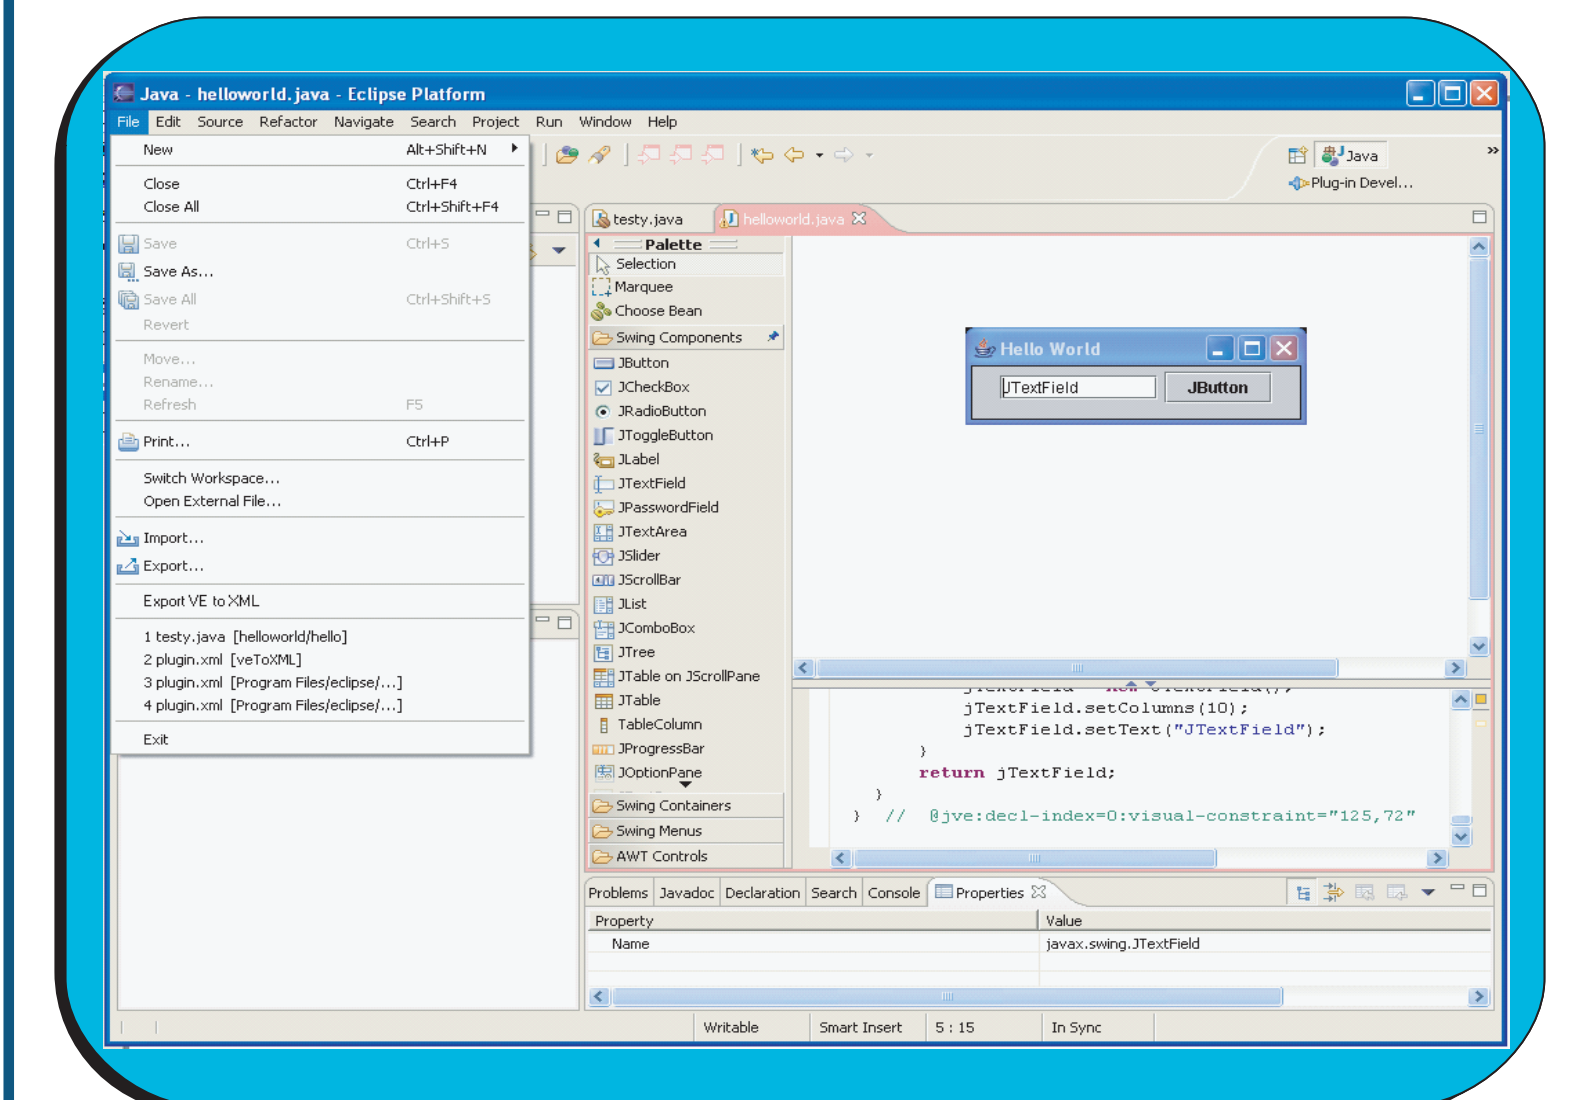 Java - helloworld.java - Eclipse Platform
File Edit Source Refactor Navigate Search Project Run Window Help
New Alt+Shift+N
Close Ctrl+F4
Close All Ctrl+Shift+F4
Save Ctrl+S
Save As...
Save All Ctrl+Shift+S
Revert
Move...
Rename...
Refresh F5
Print... Ctrl+P
Switch Workspace...
Open External File...
Import...
Export...
Export VE to XML
1 testy.java [helloworld/hello]
2 plugin.xml [veToXML]
3 plugin.xml [Program Files/eclipse/...]
4 plugin.xml [Program Files/eclipse/...]
Exit
Java
Plug-in Devel...
testy.java helloworld.java
Palette
Selection
Marquee
Choose Bean
Swing Components
JButton
JCheckBox
JRadioButton
JToggleButton
JLabel
JTextField
JPasswordField
JTextArea
JSlider
JScrollBar
JList
JComboBox
JTree
JTable on JScrollPane
JTable
TableColumn
JProgressBar
JOptionPane
Swing Containers
Swing Menus
AWT Controls
Hello World
JTextField JButton
jTextField = new JTextField();
jTextField.setColumns(10);
jTextField.setText("JTextField");
}
return jTextField;
}
} // @jve:decl-index=0:visual-constraint="125,72"
Problems Javadoc Declaration Search Console Properties
Property Value
Name javax.swing.JTextField
Writable Smart Insert 5 : 15 In Sync